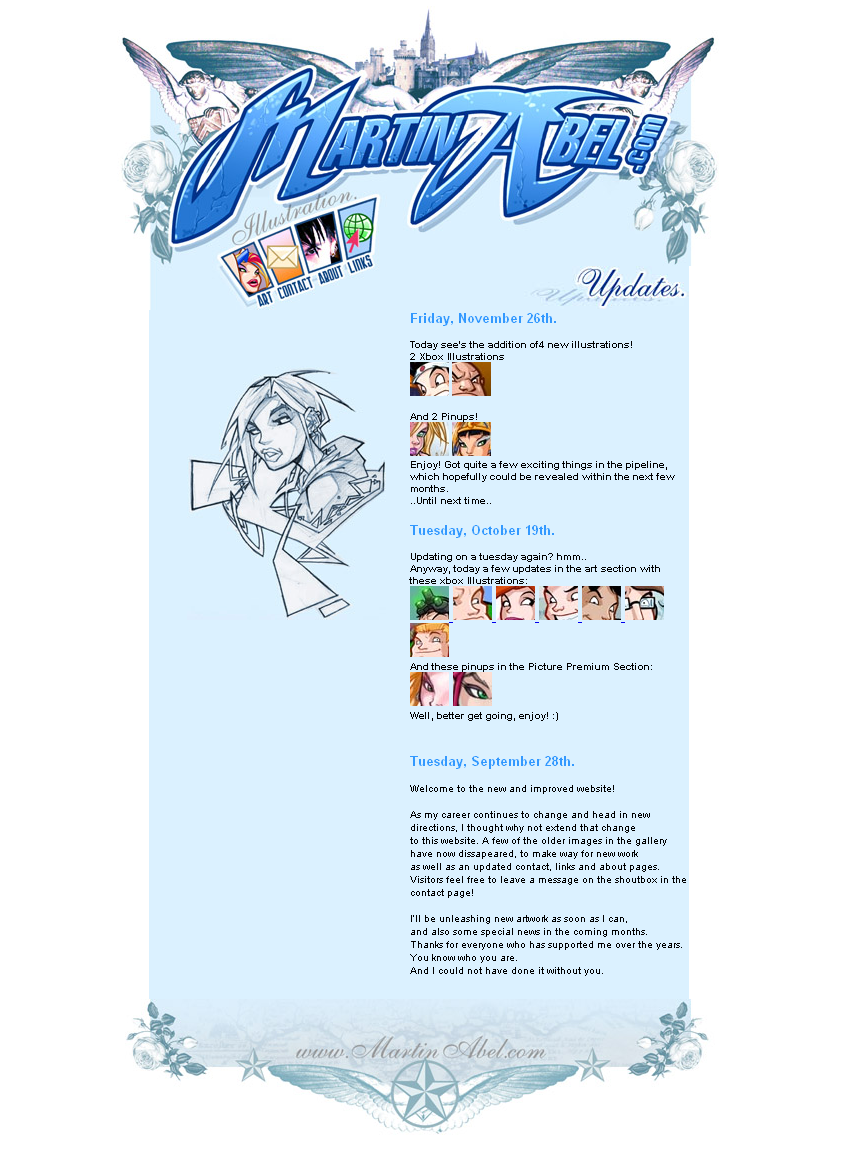 MARTIN ABEL.com
Illustration.
ART CONTACT ABOUT LINKS
Updates.
Friday, November 26th.
Today see's the addition of4 new illustrations!
2 Xbox Illustrations
And 2 Pinups!
Enjoy! Got quite a few exciting things in the pipeline,
which hopefully could be revealed within the next few
months.
..Until next time..
Tuesday, October 19th.
Updating on a tuesday again? hmm..
Anyway, today a few updates in the art section with
these xbox Illustrations:
And these pinups in the Picture Premium Section:
Well, better get going, enjoy! :)
Tuesday, September 28th.
Welcome to the new and improved website!
As my career continues to change and head in new
directions, I thought why not extend that change
to this website. A few of the older images in the gallery
have now dissapeared, to make way for new work
as well as an updated contact, links and about pages.
Visitors feel free to leave a message on the shoutbox in the
contact page!
I'll be unleashing new artwork as soon as I can,
and also some special news in the coming months.
Thanks for everyone who has supported me over the years.
You know who you are.
And I could not have done it without you.
www.MartinAbel.com